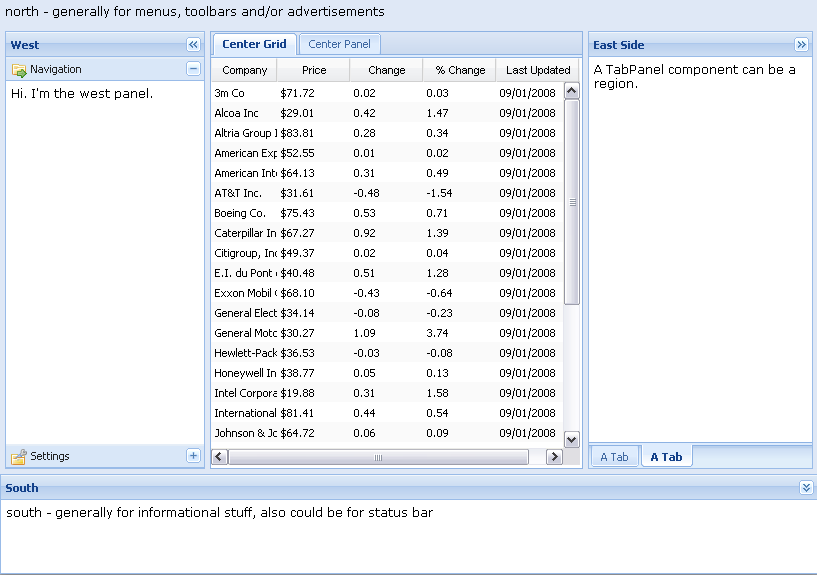 north - generally for menus, toolbars and/or advertisements
West
Navigation
Hi. I'm the west panel.
Settings
Center Grid Center Panel
Company Price Change % Change Last Updated
3m Co $71.72 0.02 0.03 09/01/2008
Alcoa Inc $29.01 0.42 1.47 09/01/2008
Altria Group $83.81 0.28 0.34 09/01/2008
American Exp $52.55 0.01 0.02 09/01/2008
American Inte $64.13 0.31 0.49 09/01/2008
AT&T Inc. $31.61 -0.48 -1.54 09/01/2008
Boeing Co. $75.43 0.53 0.71 09/01/2008
Caterpillar In $67.27 0.92 1.39 09/01/2008
Citigroup, Inc $49.37 0.02 0.04 09/01/2008
E.I. du Pont $40.48 0.51 1.28 09/01/2008
Exxon Mobil $68.10 -0.43 -0.64 09/01/2008
General Elect $34.14 -0.08 -0.23 09/01/2008
General Moto $30.27 1.09 3.74 09/01/2008
Hewlett-Pack $36.53 -0.03 -0.08 09/01/2008
Honeywell In $38.77 0.05 0.13 09/01/2008
Intel Corpora $19.88 0.31 1.58 09/01/2008
International $81.41 0.44 0.54 09/01/2008
Johnson & Jo $64.72 0.06 0.09 09/01/2008
East Side
A TabPanel component can be a
region.
A Tab A Tab
South
south - generally for informational stuff, also could be for status bar